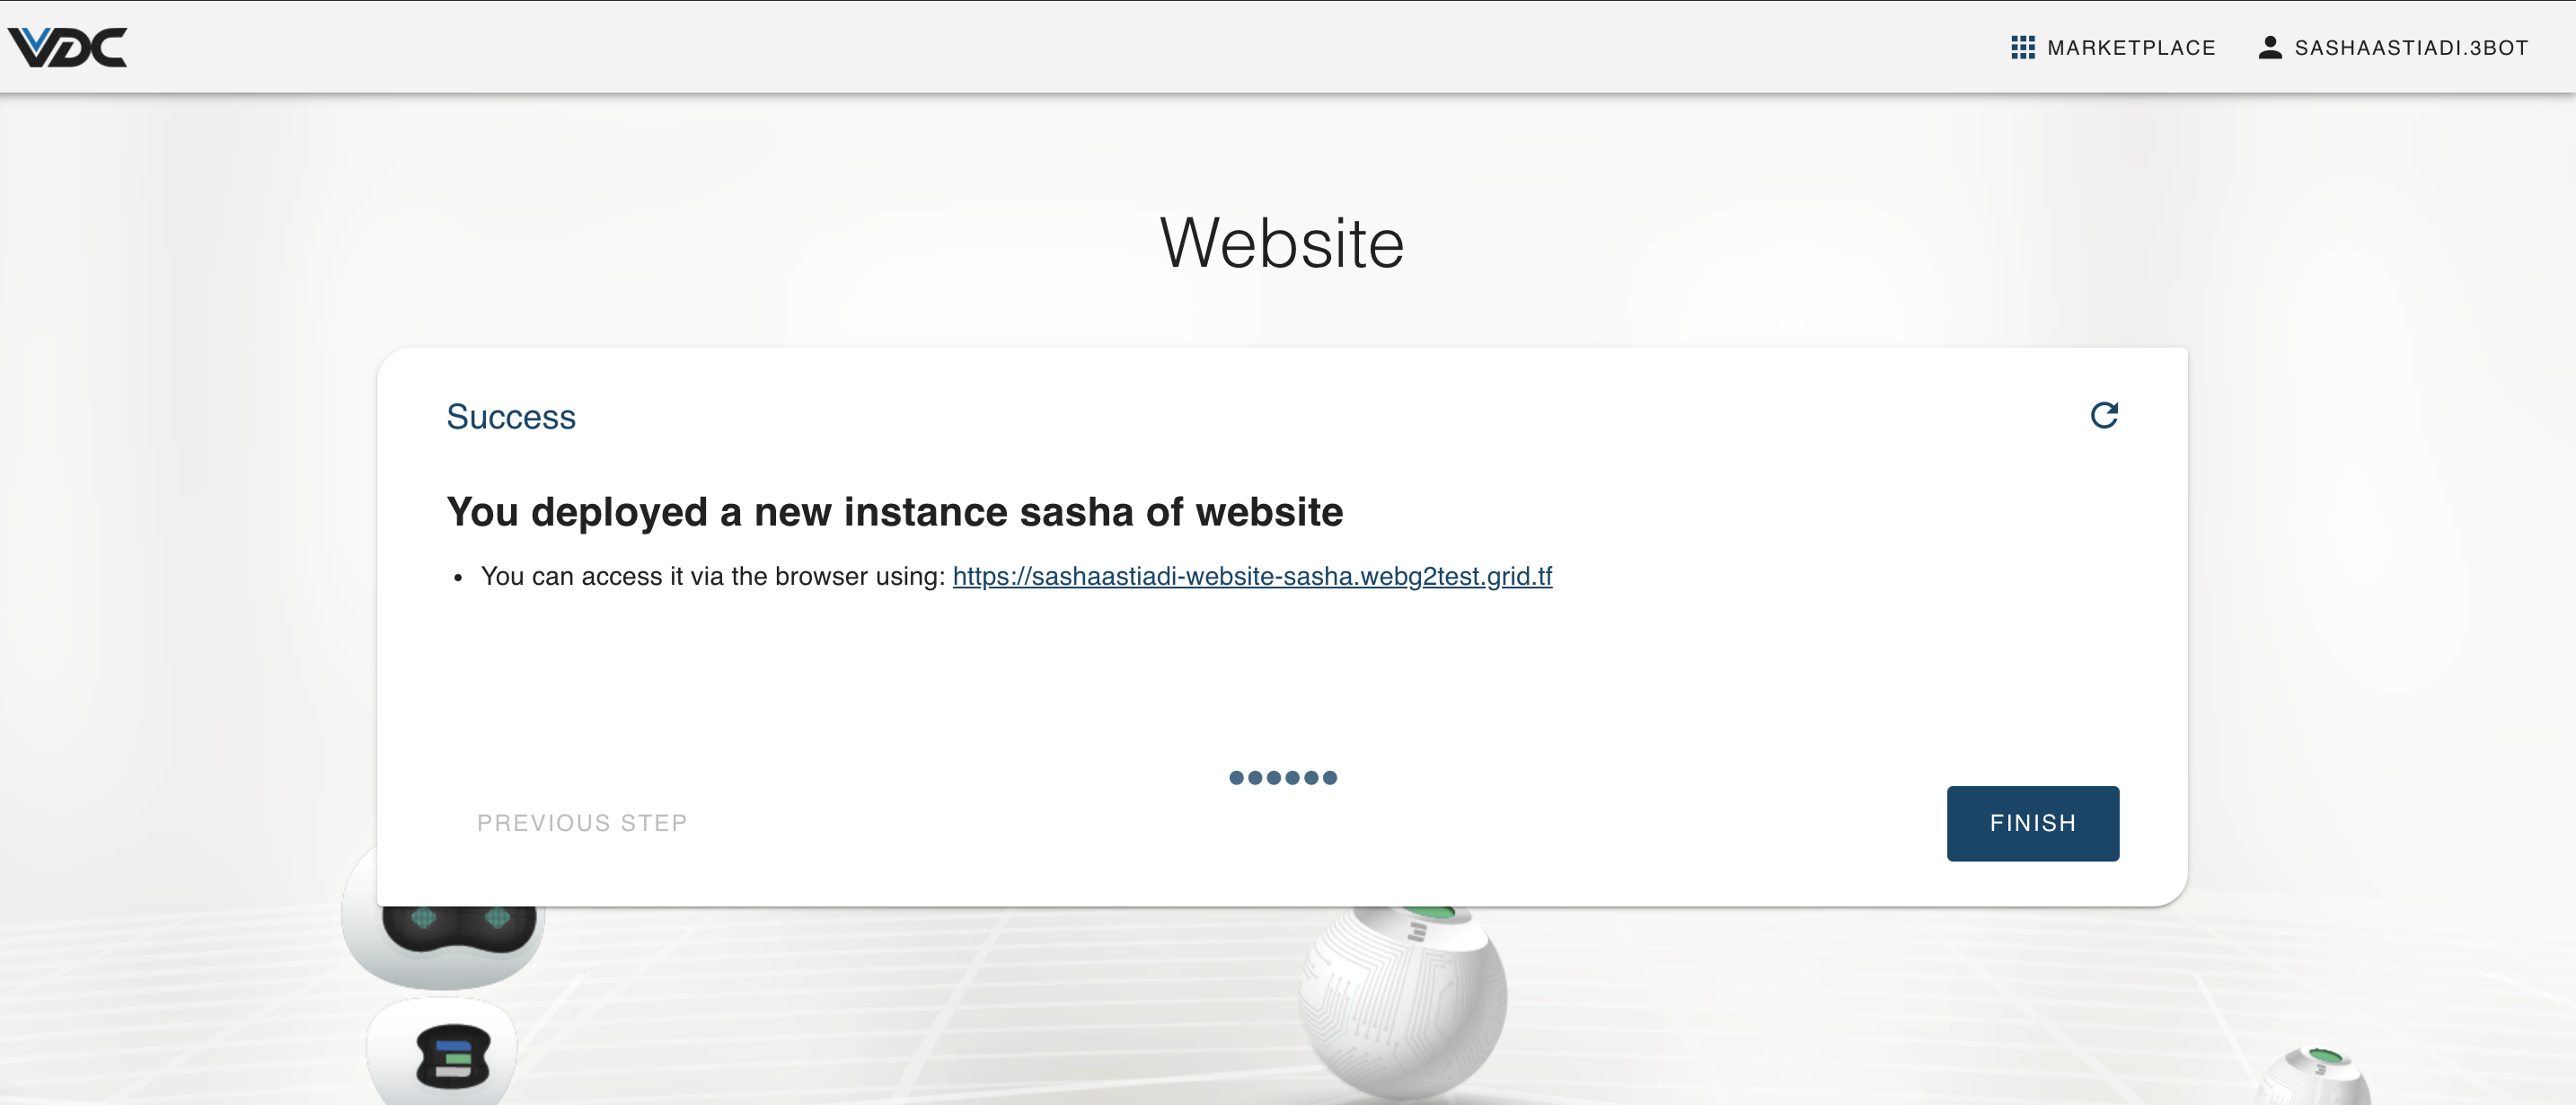 VDC
MARKETPLACE
SASHAASTIADI.3BOT
Website
Success
You deployed a new instance sasha of website
• You can access it via the browser using: https://sashaastiadi-website-sasha.webg2test.grid.tf
PREVIOUS STEP
FINISH